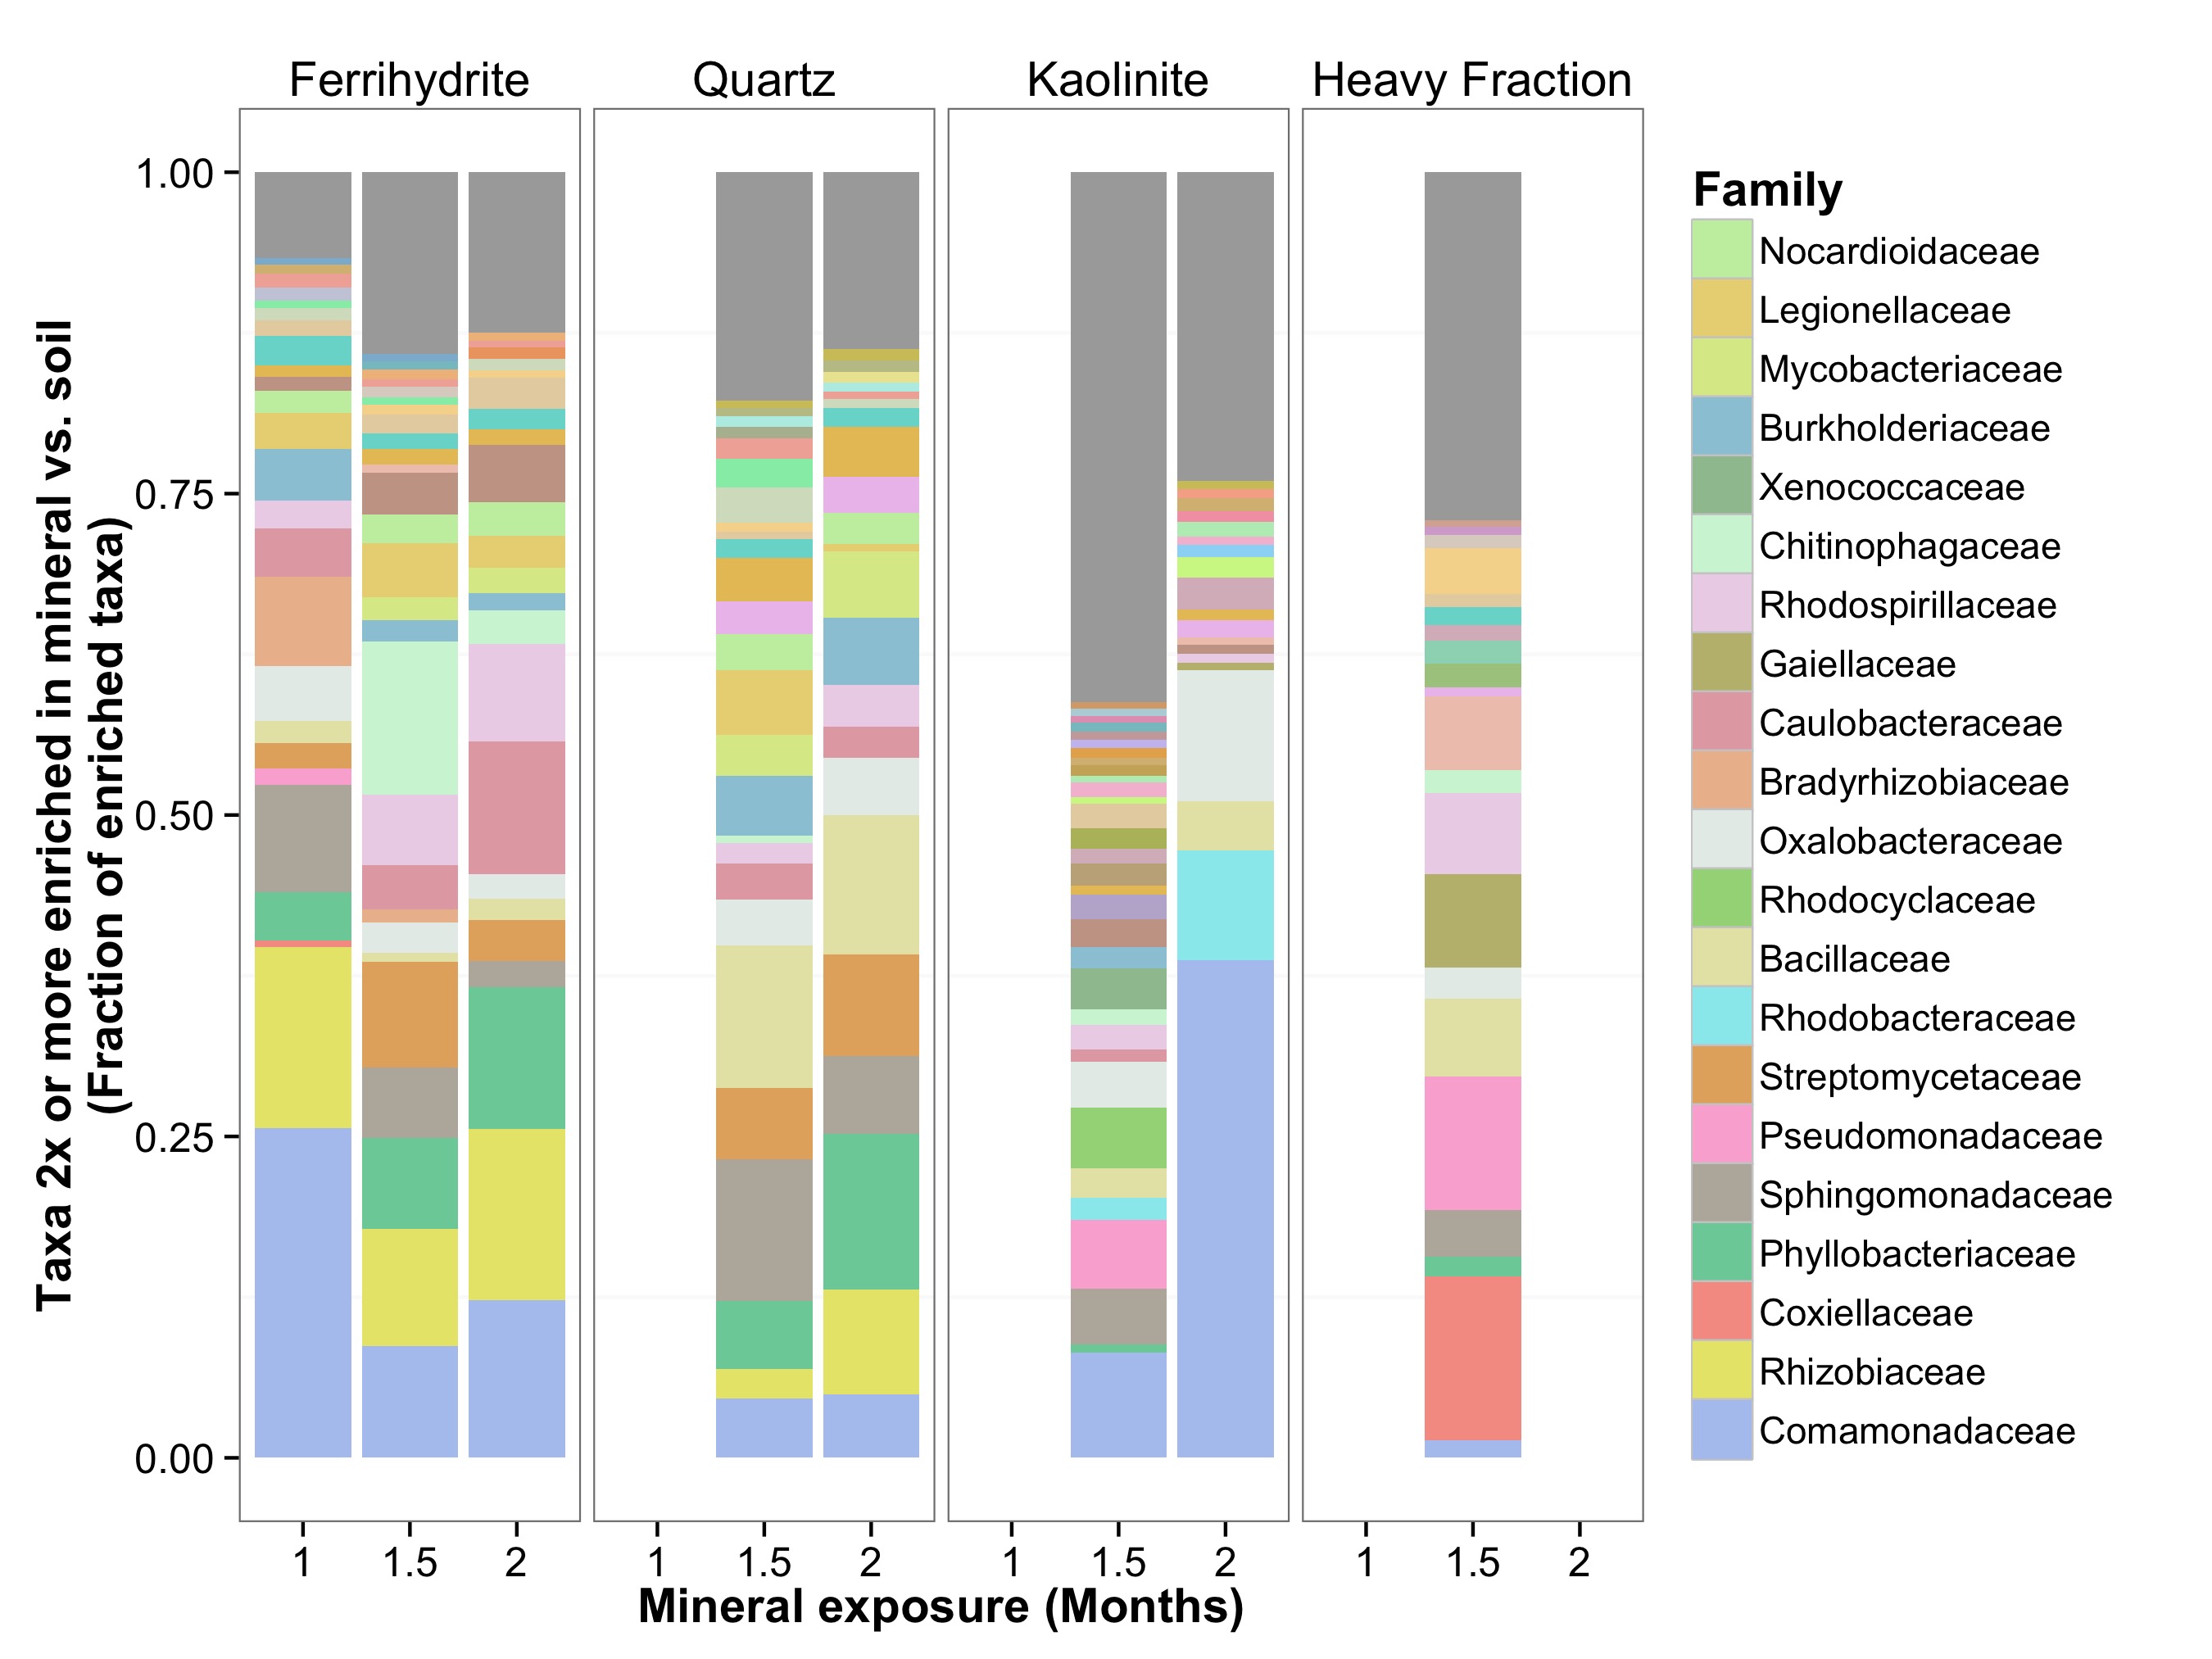 Ferrihydrite
Quartz
Kaolinite
Heavy Fraction
Taxa 2x or more enriched in mineral vs. soil
(Fraction of enriched taxa)
1.00
0.75
0.50
0.25
0.00
1 1.5 2
1 1.5 2
1 1.5 2
1 1.5 2
Mineral exposure (Months)
Family
Nocardioidaceae
Legionellaceae
Mycobacteriaceae
Burkholderiaceae
Xenococcaceae
Chitinophagaceae
Rhodospirillaceae
Gaiellaceae
Caulobacteraceae
Bradyrhizobiaceae
Oxalobacteraceae
Rhodocyclaceae
Bacillaceae
Rhodobacteraceae
Streptomycetaceae
Pseudomonadaceae
Sphingomonadaceae
Phyllobacteriaceae
Coxiellaceae
Rhizobiaceae
Comamonadaceae